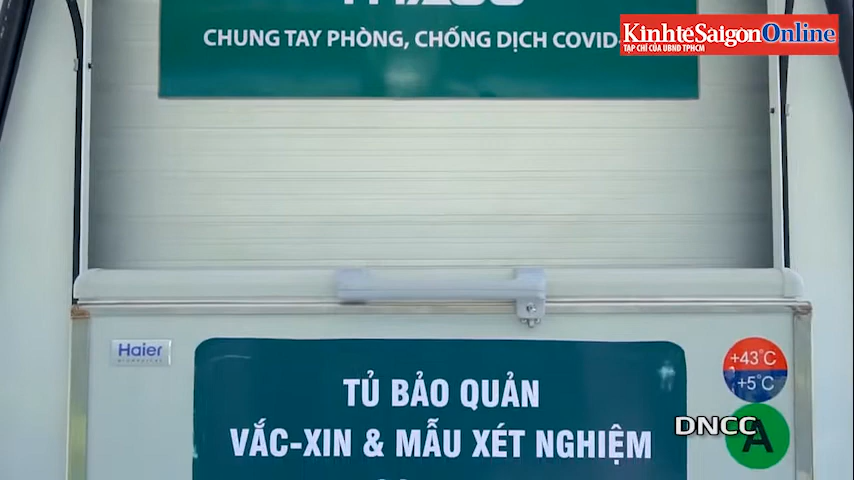 CHUNG TAY PHÒNG, CHỐNG DỊCH COVID-
KinhteSaigonOnline
TẠP CHÍ CỦA UBND TPHCM
Haier
BIOMEDICAL
+43°C
+5°C
TỦ BẢO QUẢN
VẮC-XIN & MẪU XÉT NGHIỆM
DNCC
A